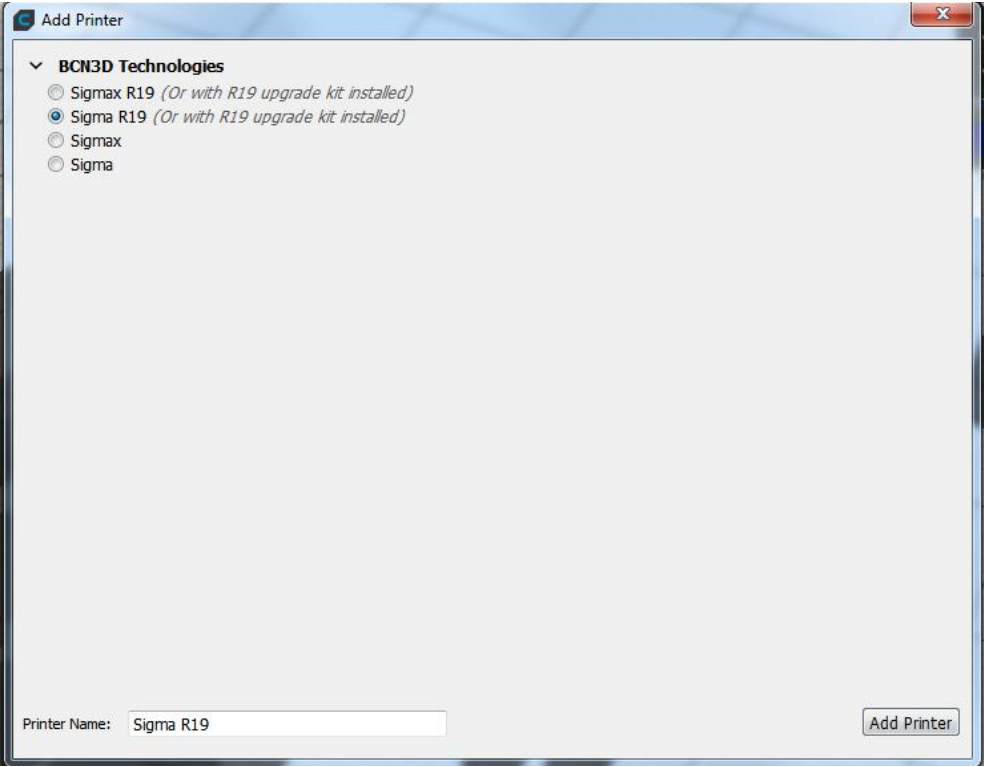 Add Printer
BCN3D Technologies
Sigmax R19 (Or with R19 upgrade kit installed)
Sigma R19 (Or with R19 upgrade kit installed)
Sigmax
Sigma
Printer Name: Sigma R19 Add Printer